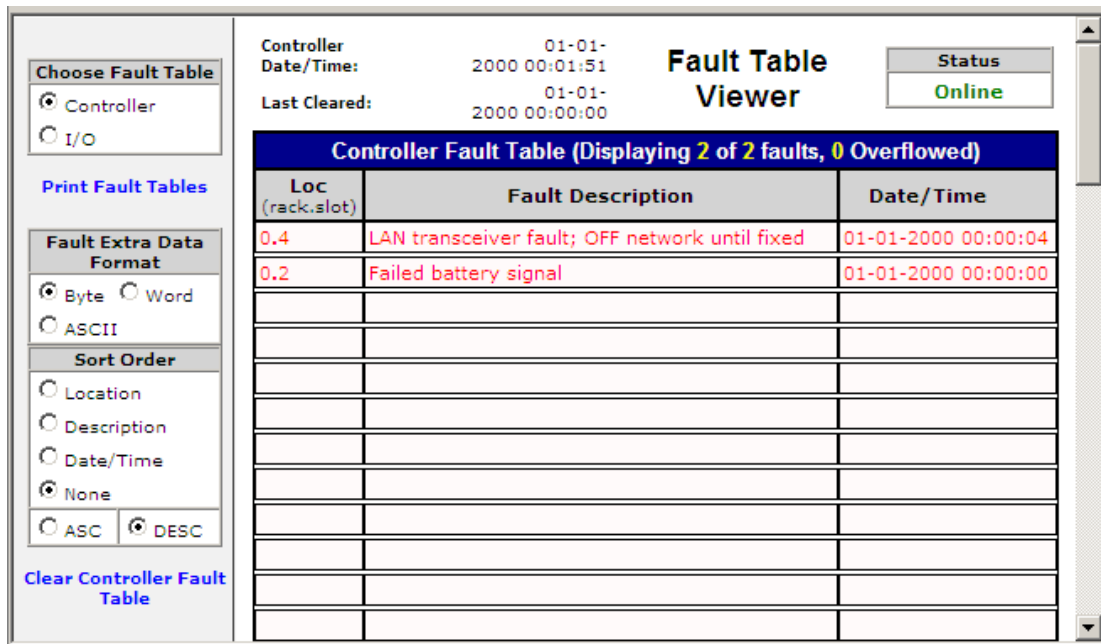 Choose Fault Table
Controller
I/O
Print Fault Tables
Fault Extra Data
Format
Byte Word
ASCII
Sort Order
Location
Description
Date/Time
None
ASC DESC
Clear Controller Fault
Table
Controller
Date/Time:
01-01-
2000 00:01:51
Last Cleared:
01-01-
2000 00:00:00
Fault Table
Viewer
Status
Online
Controller Fault Table (Displaying 2 of 2 faults, 0 Overflowed)
Loc
(rack.slot)
Fault Description
Date/Time
0.4 LAN transceiver fault; OFF network until fixed 01-01-2000 00:00:04
0.2 Failed battery signal 01-01-2000 00:00:00